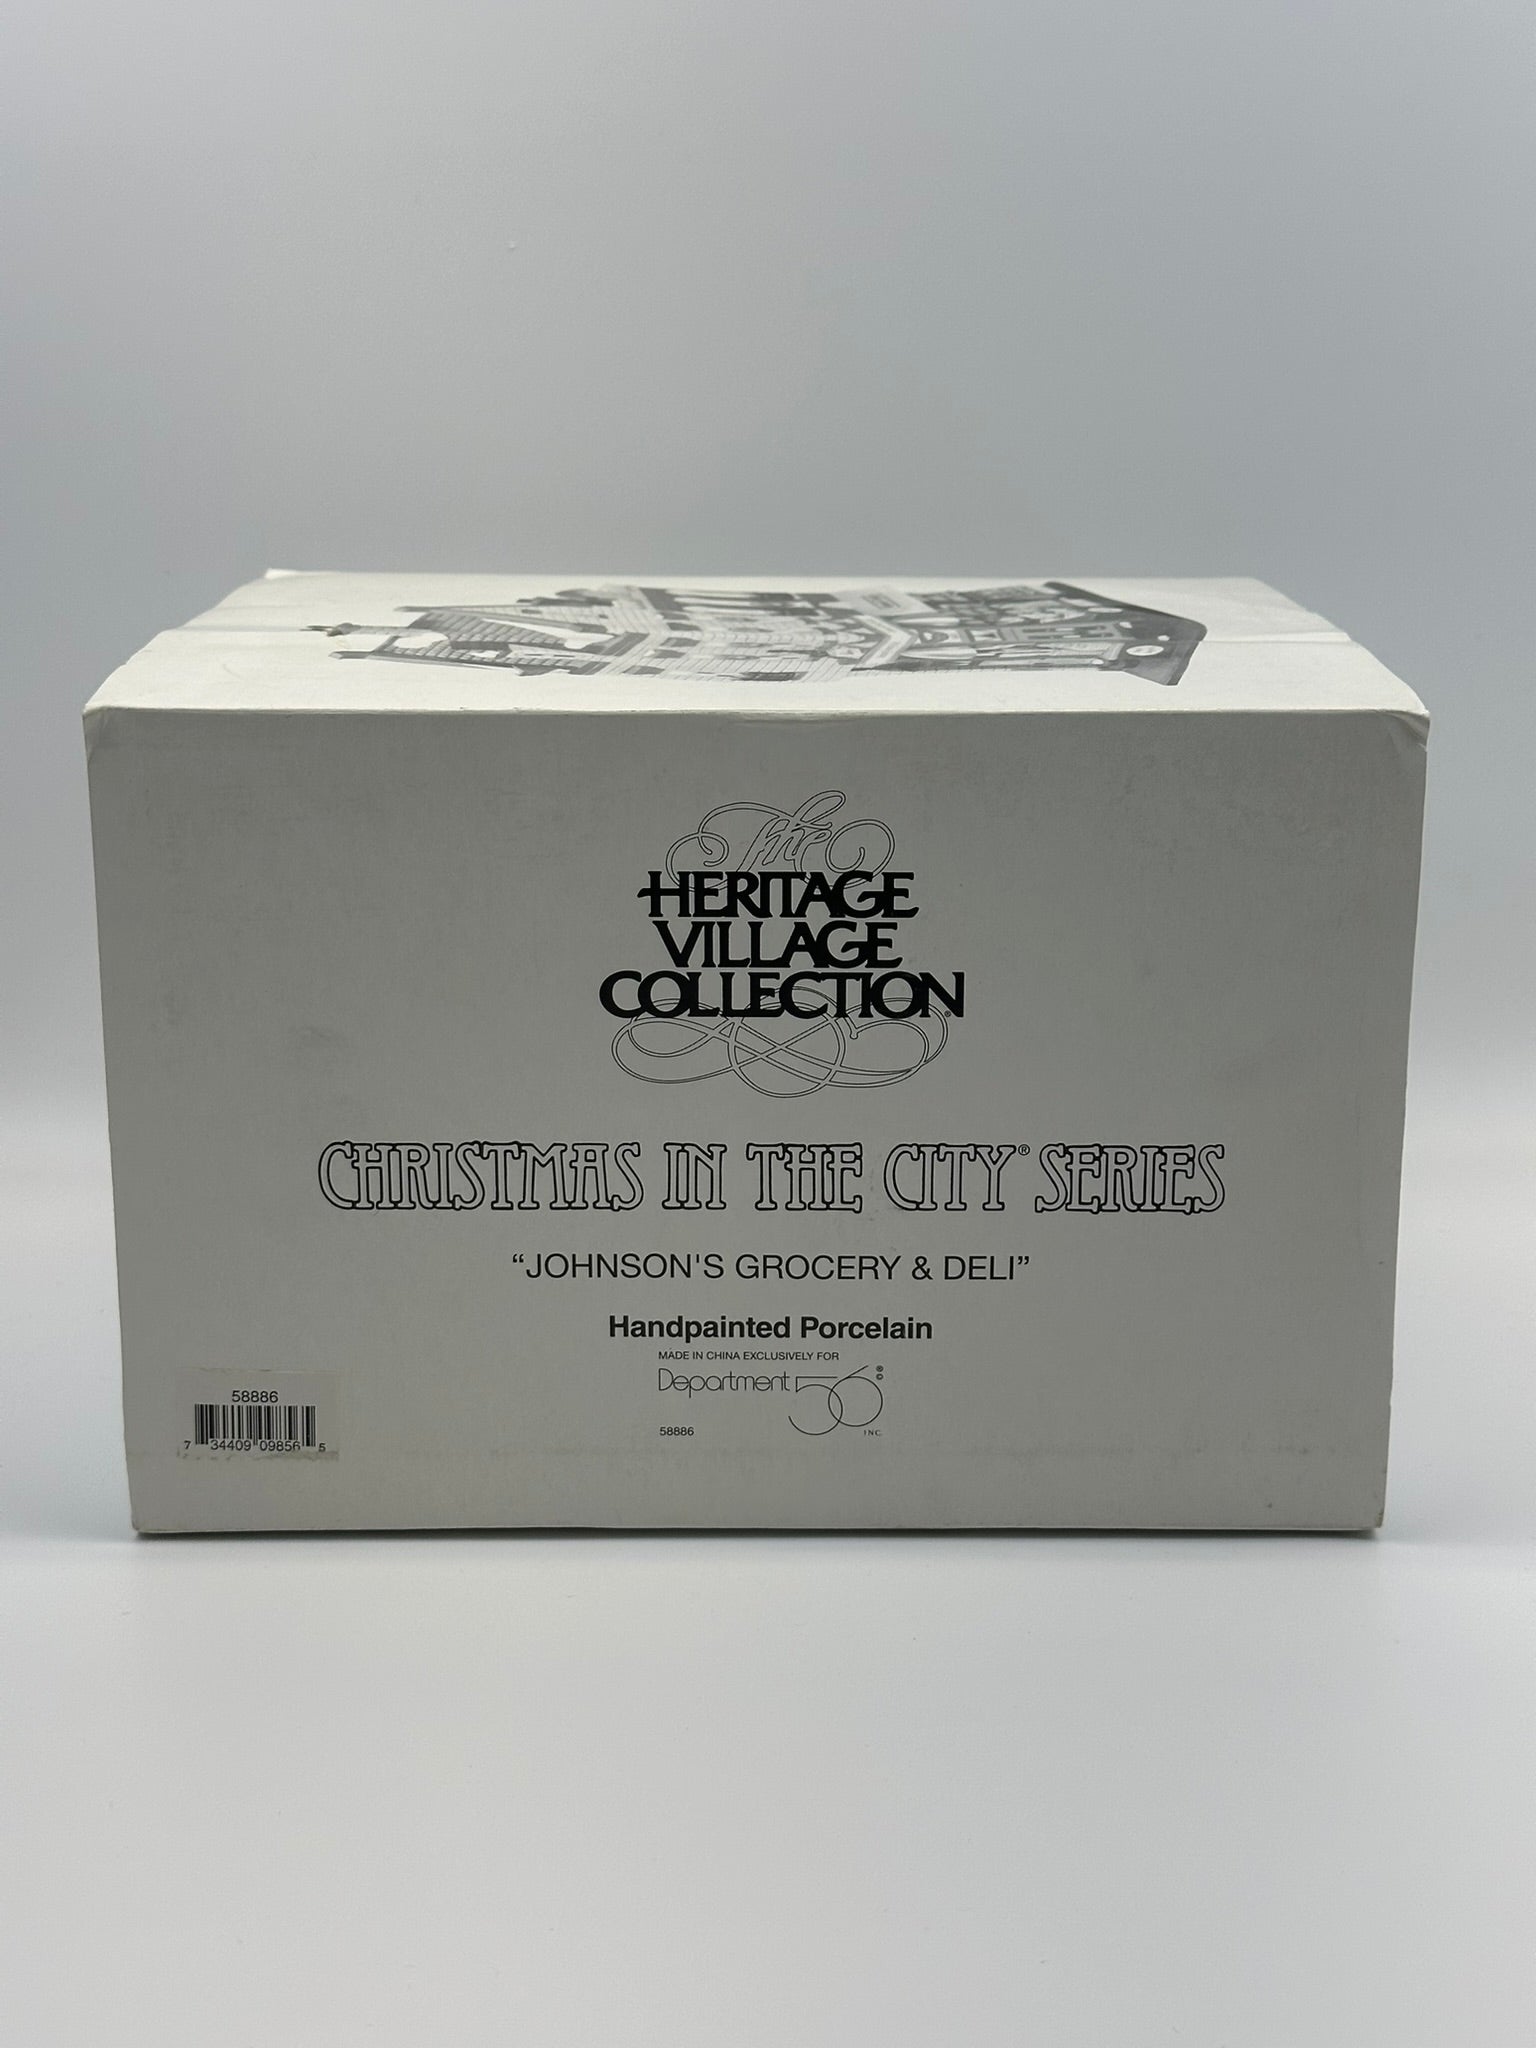 The
HERITAGE
VILLAGE
COLLECTION®
CHRISTMAS IN THE CITY® SERIES
“JOHNSON'S GROCERY & DELI”
Handpainted Porcelain
MADE IN CHINA EXCLUSIVELY FOR
Department 56 ® ©
INC.
58886
58886
7 34409 09856 5